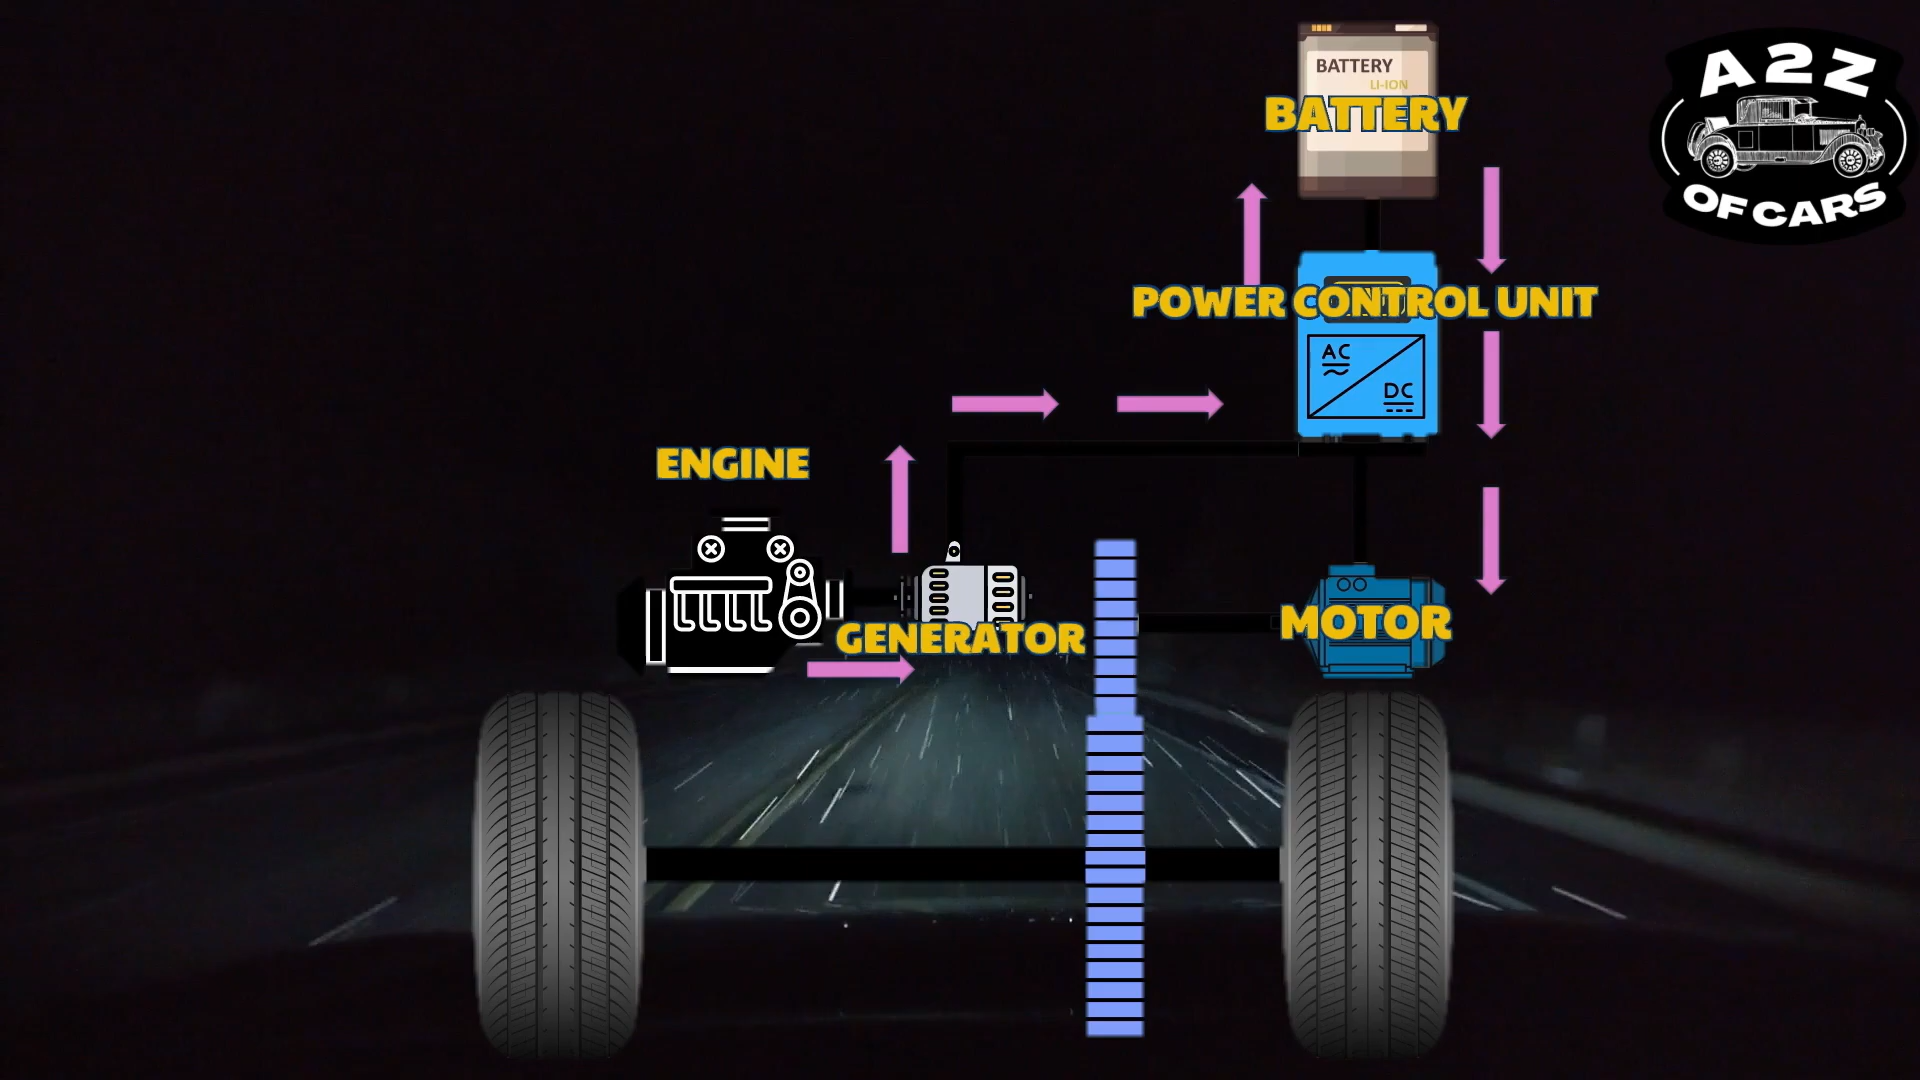 BATTERY
LI-ION
BATTERY
A2Z
OF CARS
POWER CONTROL UNIT
AC
DC
ENGINE
GENERATOR
MOTOR